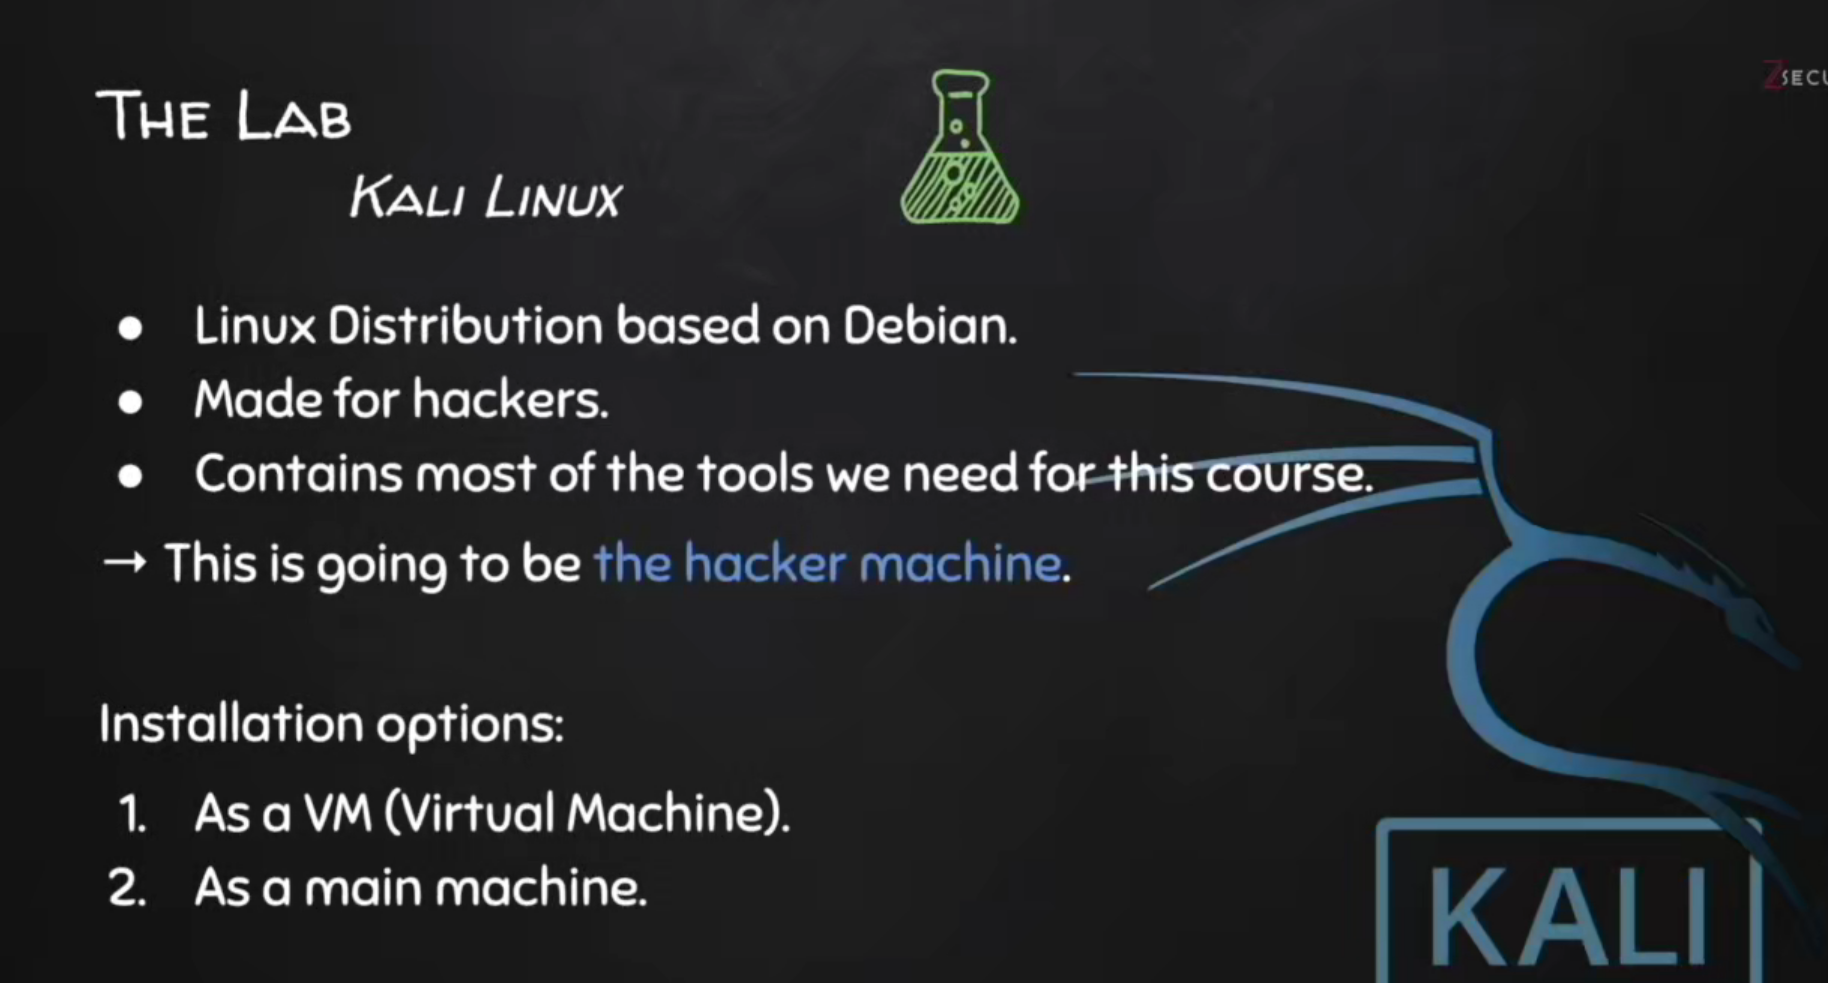 THE LAB
ZSECU
KALI LINUX
● Linux Distribution based on Debian.
● Made for hackers.
● Contains most of the tools we need for this course.
→ This is going to be the hacker machine.
Installation options:
1. As a VM (Virtual Machine).
2. As a main machine.
KALI